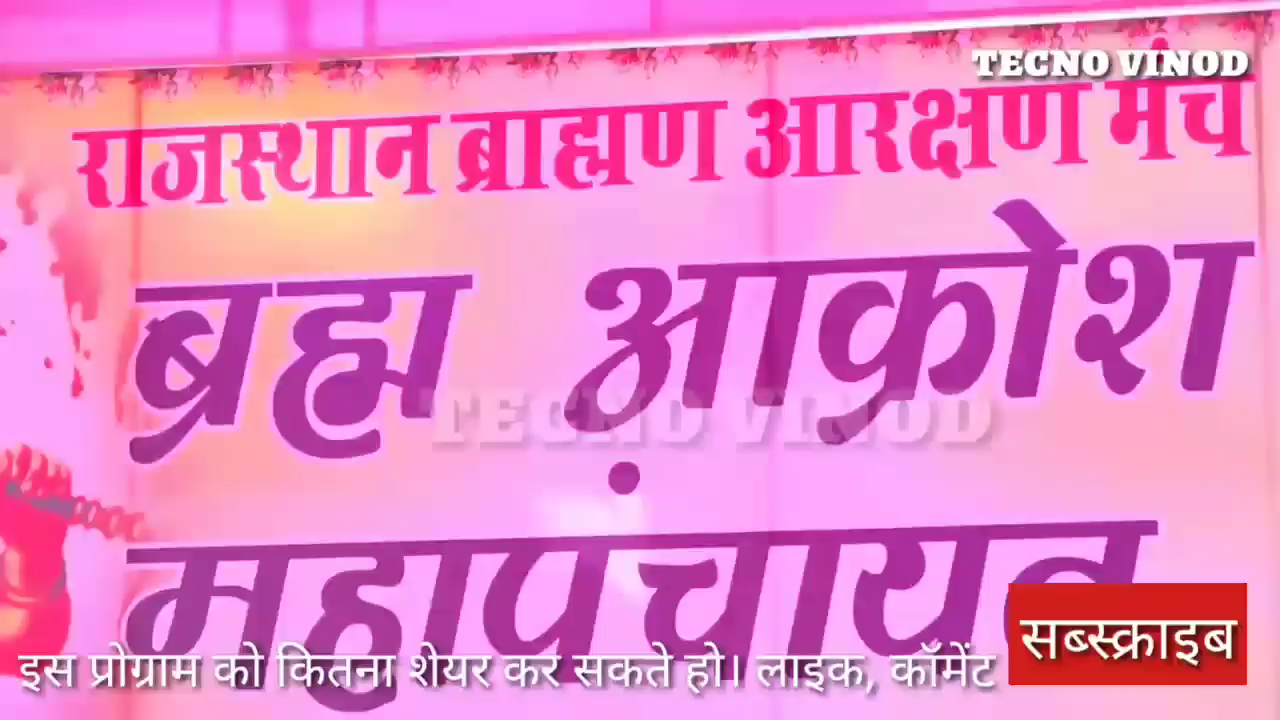 TECNO VINOD
राजस्थान ब्राह्मण आरक्षण मंच
ब्रह्म आक्रोश
TECNO VINOD
महापंचायत
सब्स्क्राइब
इस प्रोग्राम को कितना शेयर कर सकते हो। लाइक, कॉमेंट